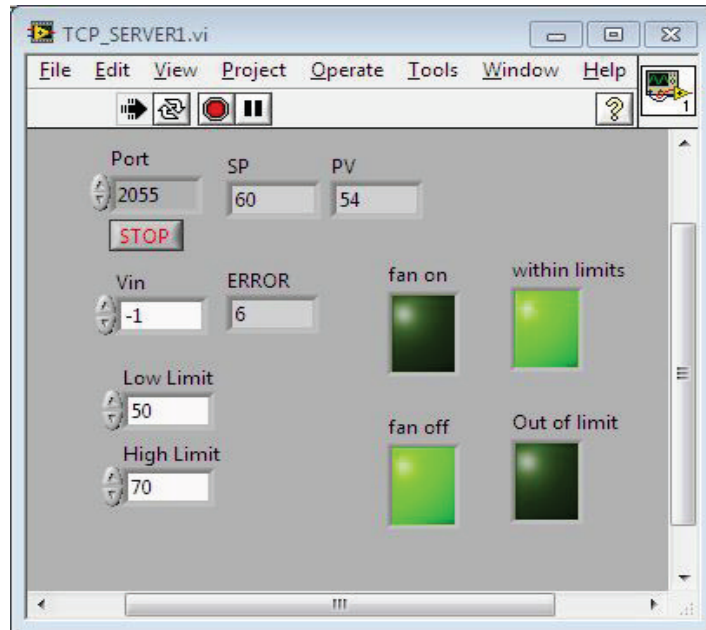 TCP_SERVER1.vi
File Edit View Project Operate Tools Window Help
1
Port SP PV
2055 60 54
STOP
Vin ERROR fan on within limits
-1 6
Low Limit
50
fan off Out of limit
High Limit
70